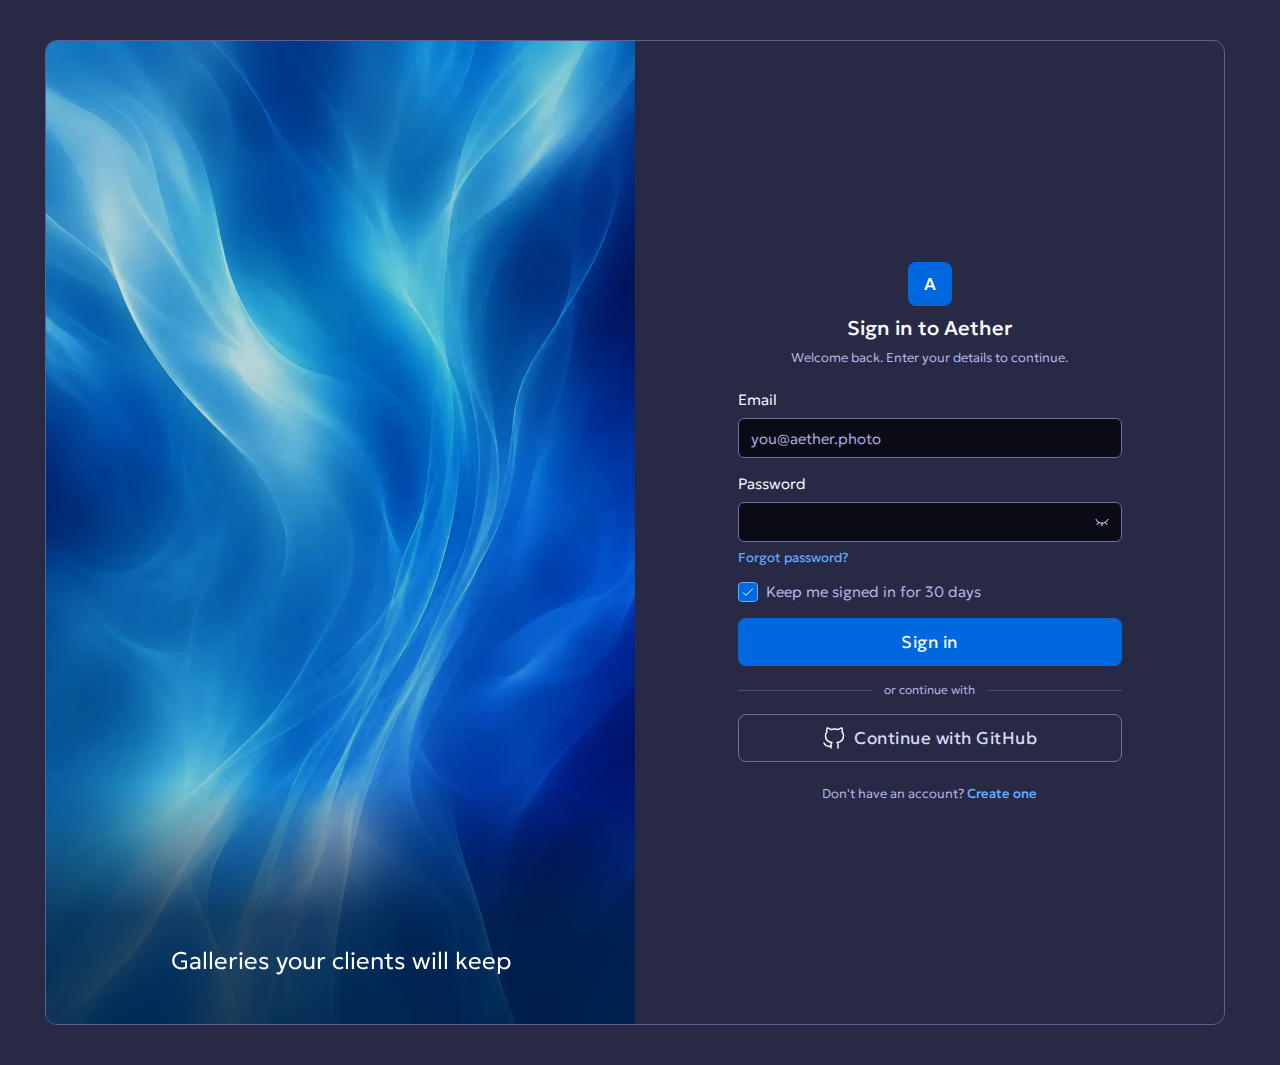 Galleries your clients will keep
A
Sign in to Aether
Welcome back. Enter your details to continue.
Email
you@aether.photo
Password
Forgot password?
Keep me signed in for 30 days
Sign in
or continue with
Continue with GitHub
Don't have an account? Create one